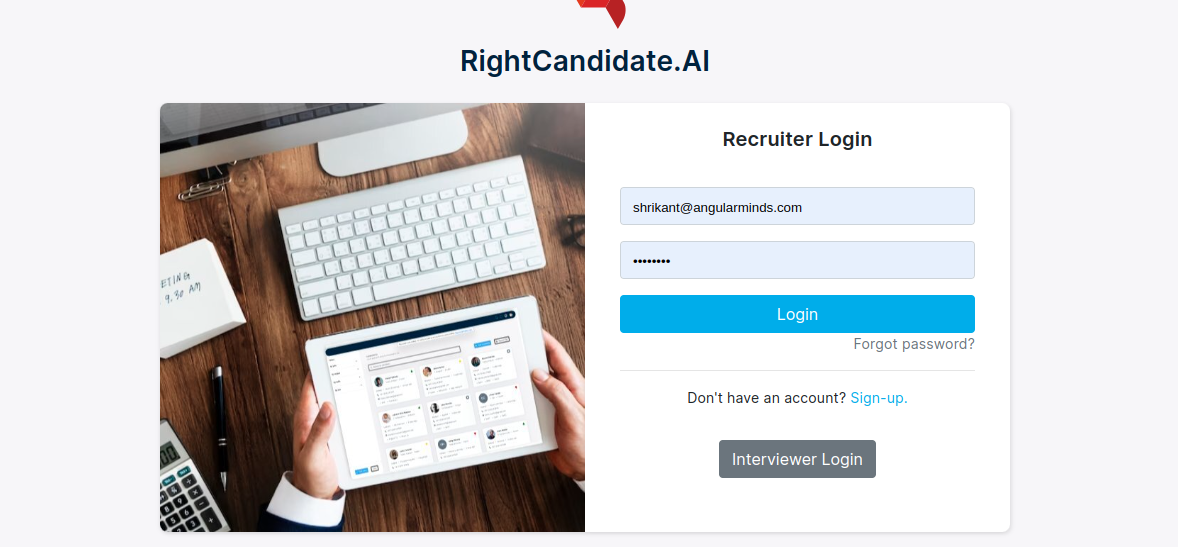 RightCandidate.AI
Recruiter Login
shrikant@angularminds.com
••••••••
Login
Forgot password?
Don't have an account? Sign-up.
Interviewer Login
MEETING
9.30 AM